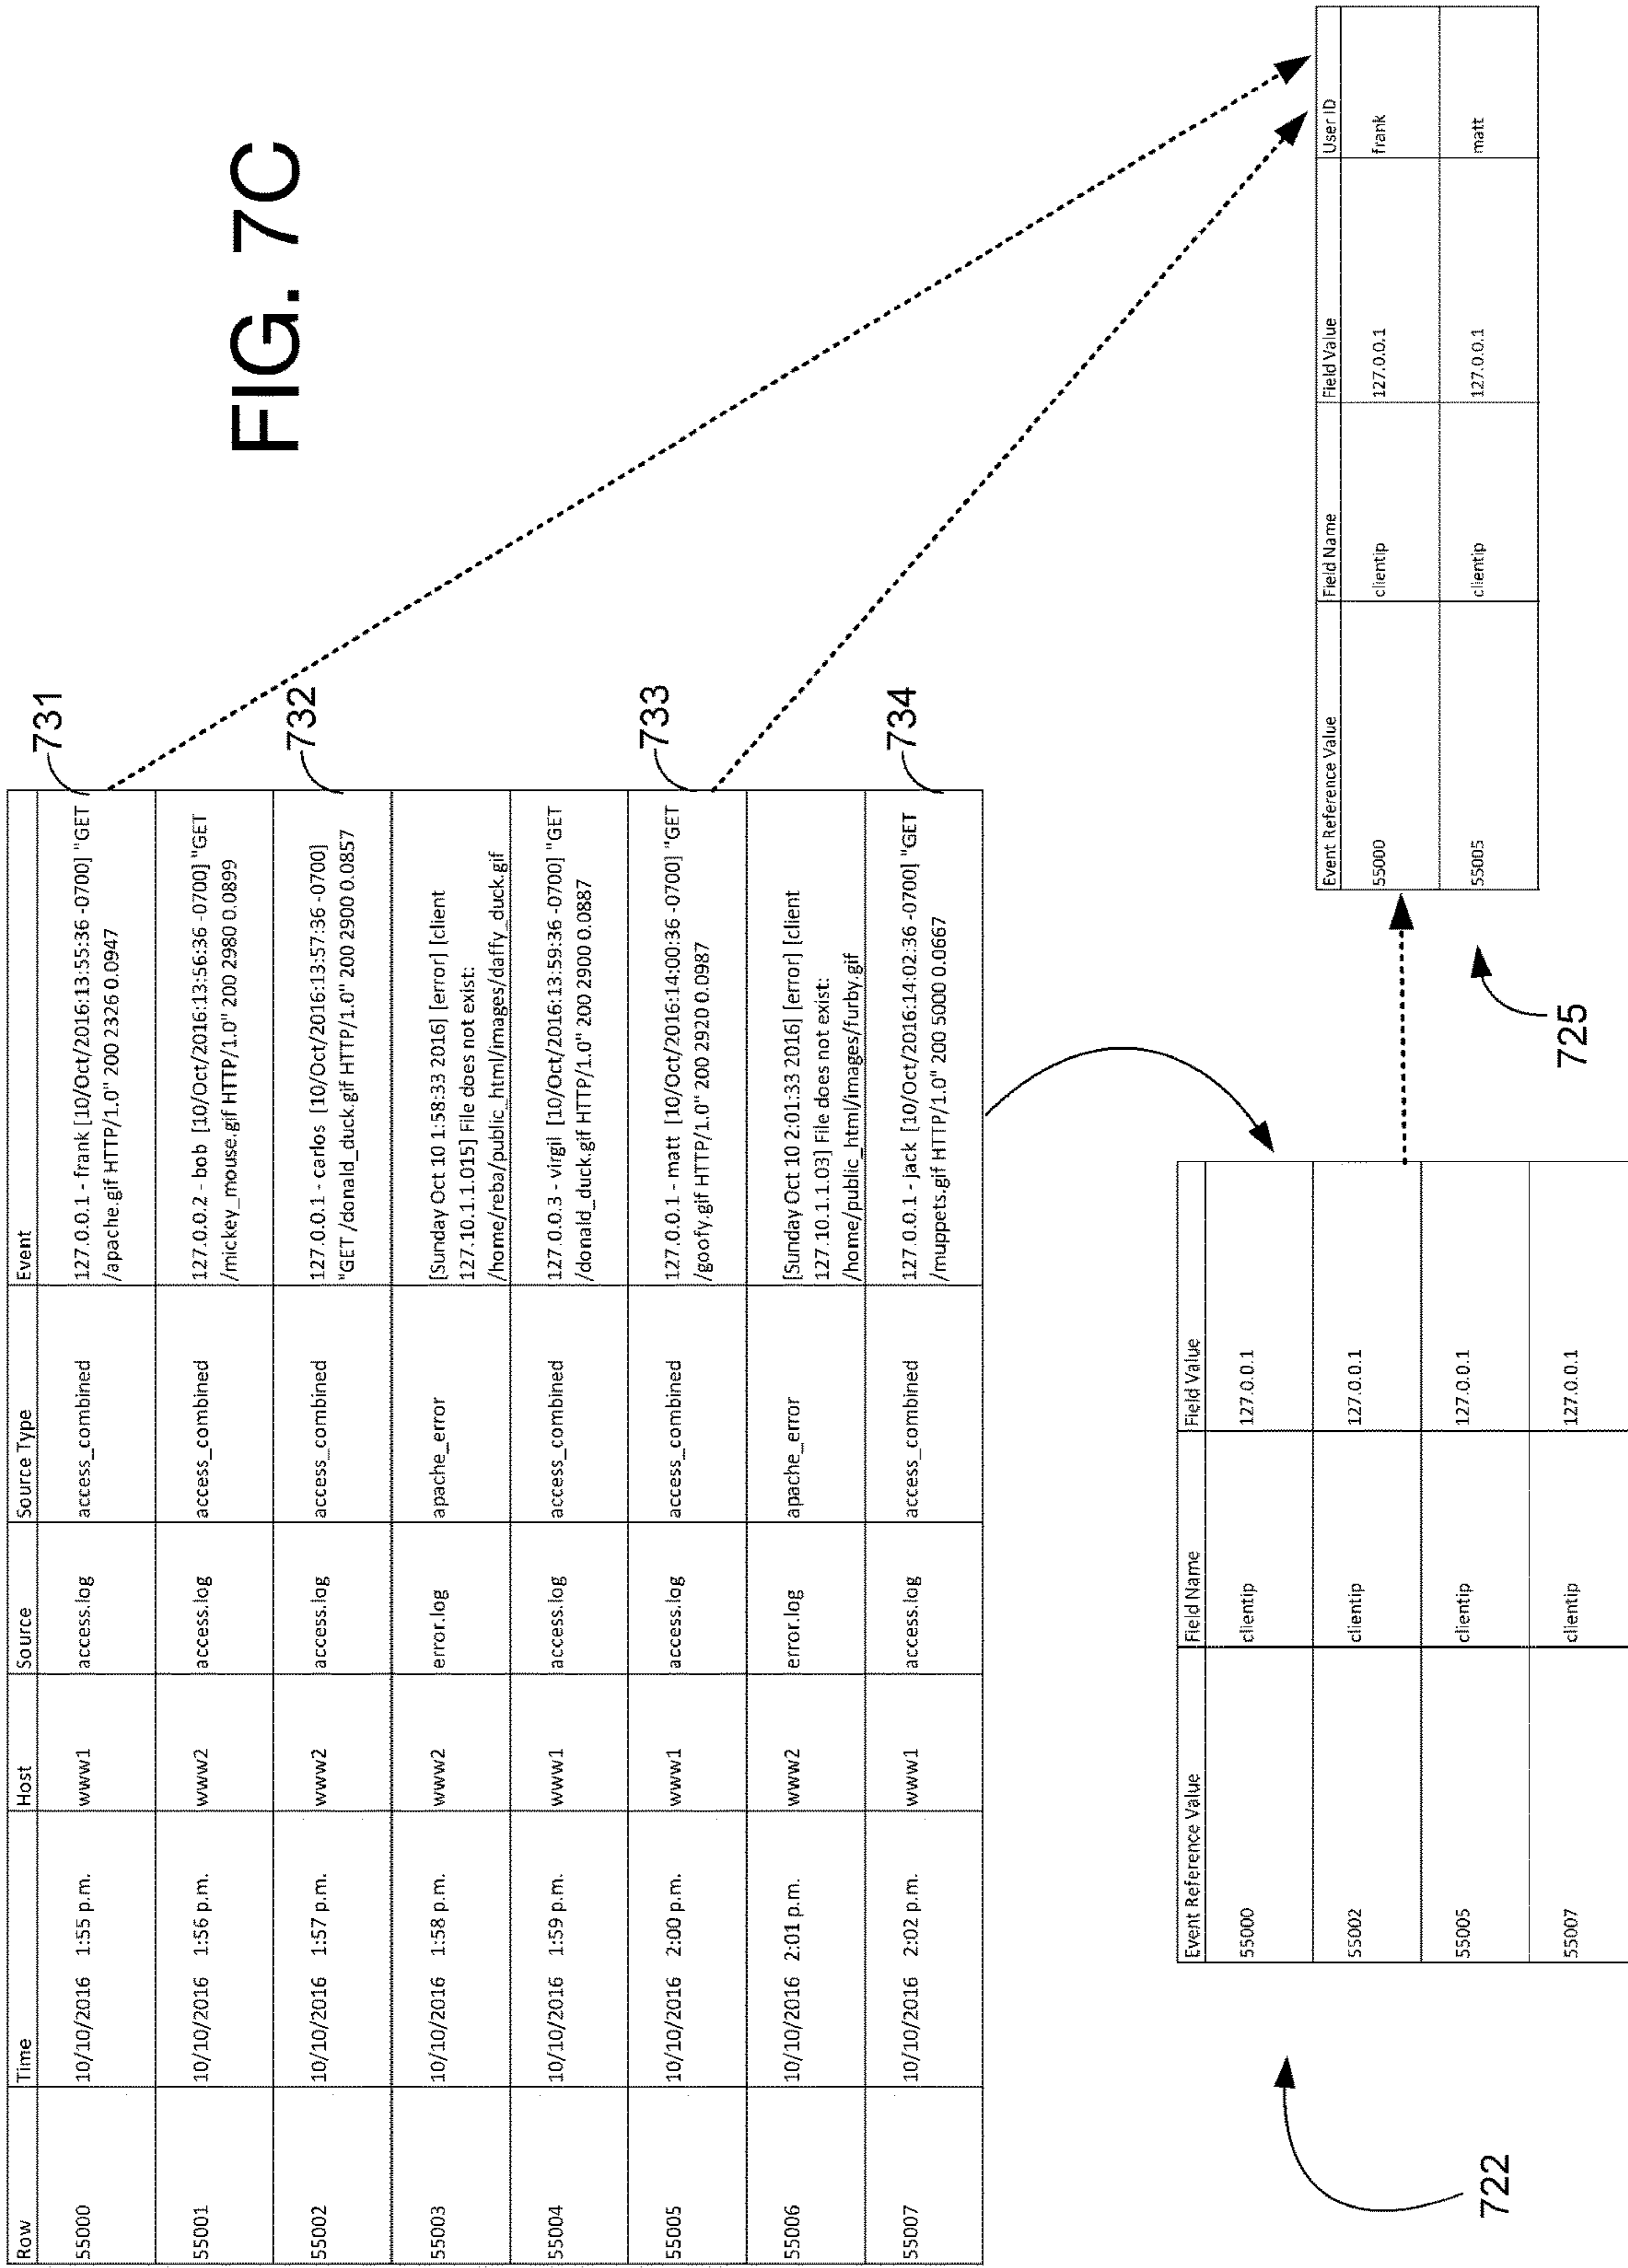 FIG. 7C
Row Time Host Source Source Type Event
55000 10/10/2016 1:55 p.m. www1 access.log access_combined 127.0.0.1 - frank [10/Oct/2016:13:55:36 -0700] "GET
/apache.gif HTTP/1.0" 200 2326 0.0947
731
55001 10/10/2016 1:56 p.m. www2 access.log access_combined 127.0.0.2 - bob [10/Oct/2016:13:56:36 -0700] "GET
/mickey_mouse.gif HTTP/1.0" 200 2980 0.0899
55002 10/10/2016 1:57 p.m. www2 access.log access_combined 127.0.0.1 - carlos [10/Oct/2016:13:57:36 -0700]
"GET /donald_duck.gif HTTP/1.0" 200 2900 0.0857
732
55003 10/10/2016 1:58 p.m. www2 error.log apache_error [Sunday Oct 10 1:58:33 2016] [error] [client
127.10.1.1.015] File does not exist:
/home/reba/public_html/images/daffy_duck.gif
55004 10/10/2016 1:59 p.m. www1 access.log access_combined 127.0.0.3 - virgil [10/Oct/2016:13:59:36 -0700] "GET
/donald_duck.gif HTTP/1.0" 200 2900 0.0887
55005 10/10/2016 2:00 p.m. www1 access.log access_combined 127.0.0.1 - matt [10/Oct/2016:14:00:36 -0700] "GET
/goofy.gif HTTP/1.0" 200 2920 0.0987
733
55006 10/10/2016 2:01 p.m. www2 error.log apache_error [Sunday Oct 10 2:01:33 2016] [error] [client
127.10.1.1.03] File does not exist:
/home/public_html/images/furby.gif
55007 10/10/2016 2:02 p.m. www1 access.log access_combined 127.0.0.1 - jack [10/Oct/2016:14:02:36 -0700] "GET
/muppets.gif HTTP/1.0" 200 5000 0.0667
734
722
Event Reference Value Field Name Field Value
55000 clientip 127.0.0.1
55002 clientip 127.0.0.1
55005 clientip 127.0.0.1
55007 clientip 127.0.0.1
725
Event Reference Value Field Name Field Value User ID
55000 clientip 127.0.0.1 frank
55005 clientip 127.0.0.1 matt